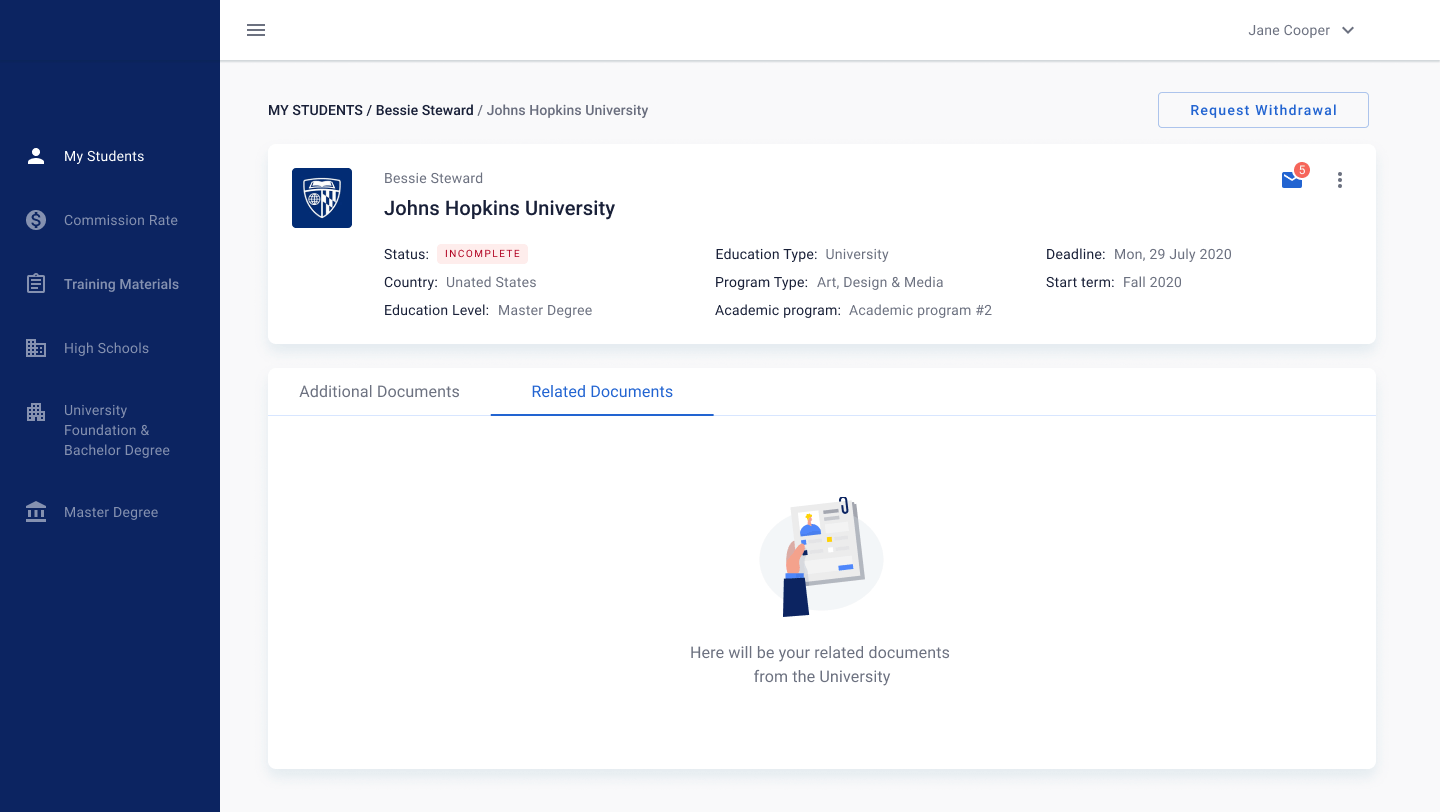 Jane Cooper
MY STUDENTS / Bessie Steward / Johns Hopkins University
Request Withdrawal
My Students
Commission Rate
Training Materials
High Schools
University
Foundation &
Bachelor Degree
Master Degree
Bessie Steward
5
Johns Hopkins University
Status: INCOMPLETE
Education Type: University
Deadline: Mon, 29 July 2020
Country: Unated States
Program Type: Art, Design & Media
Start term: Fall 2020
Education Level: Master Degree
Academic program: Academic program #2
Additional Documents
Related Documents
Here will be your related documents
from the University